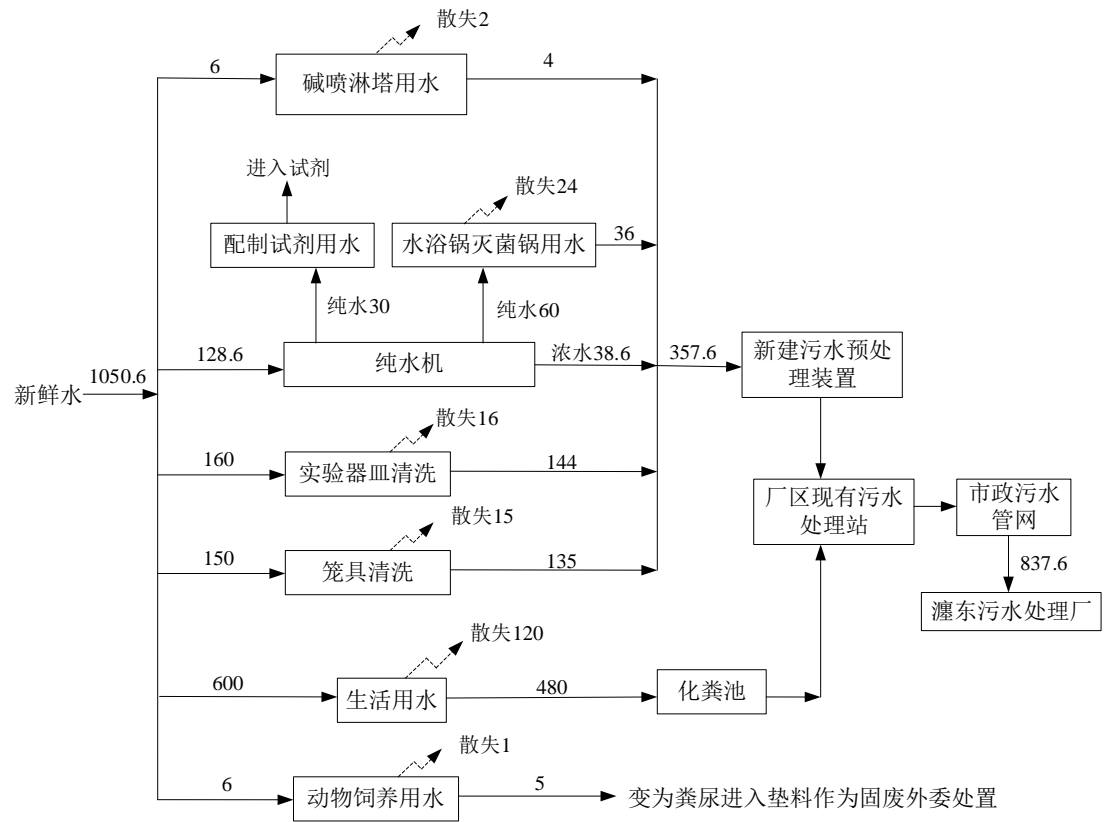 散失2
6
碱喷淋塔用水
4
进入试剂
散失24
配制试剂用水
水浴锅灭菌锅用水
36
纯水30
纯水60
128.6
纯水机
浓水38.6
357.6
新建污水预处
理装置
新鲜水
1050.6
散失16
160
实验器皿清洗
144
厂区现有污水
处理站
市政污水
管网
散失15
150
笼具清洗
135
837.6
瀍东污水处理厂
散失120
600
生活用水
480
化粪池
散失1
6
动物饲养用水
5
变为粪尿进入垫料作为固废外委处置